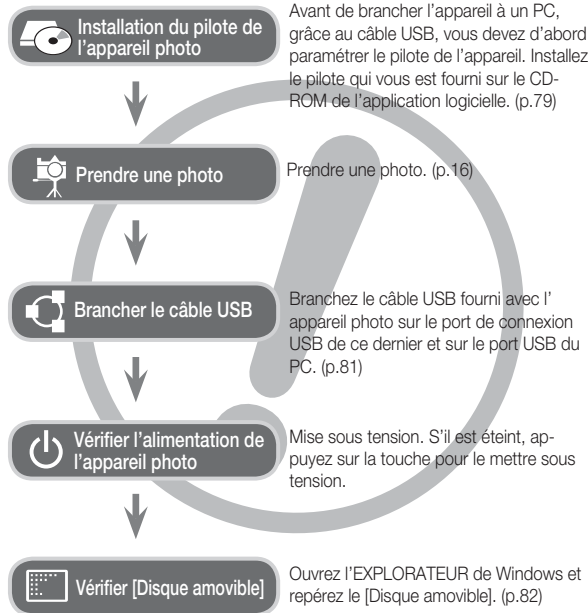 Installation du pilote de
l'appareil photo
Avant de brancher l'appareil à un PC,
grâce au câble USB, vous devez d'abord
paramétrer le pilote de l'appareil. Installez
le pilote qui vous est fourni sur le CD-
ROM de l'application logicielle. (p.79)
Prendre une photo
Prendre une photo. (p.16)
Brancher le câble USB
Branchez le câble USB fourni avec l'
appareil photo sur le port de connexion
USB de ce dernier et sur le port USB du
PC. (p.81)
Vérifier l'alimentation de
l'appareil photo
Mise sous tension. S'il est éteint, ap-
puyez sur la touche pour le mettre sous
tension.
Vérifier [Disque amovible]
Ouvrez l'EXPLORATEUR de Windows et
repérez le [Disque amovible]. (p.82)